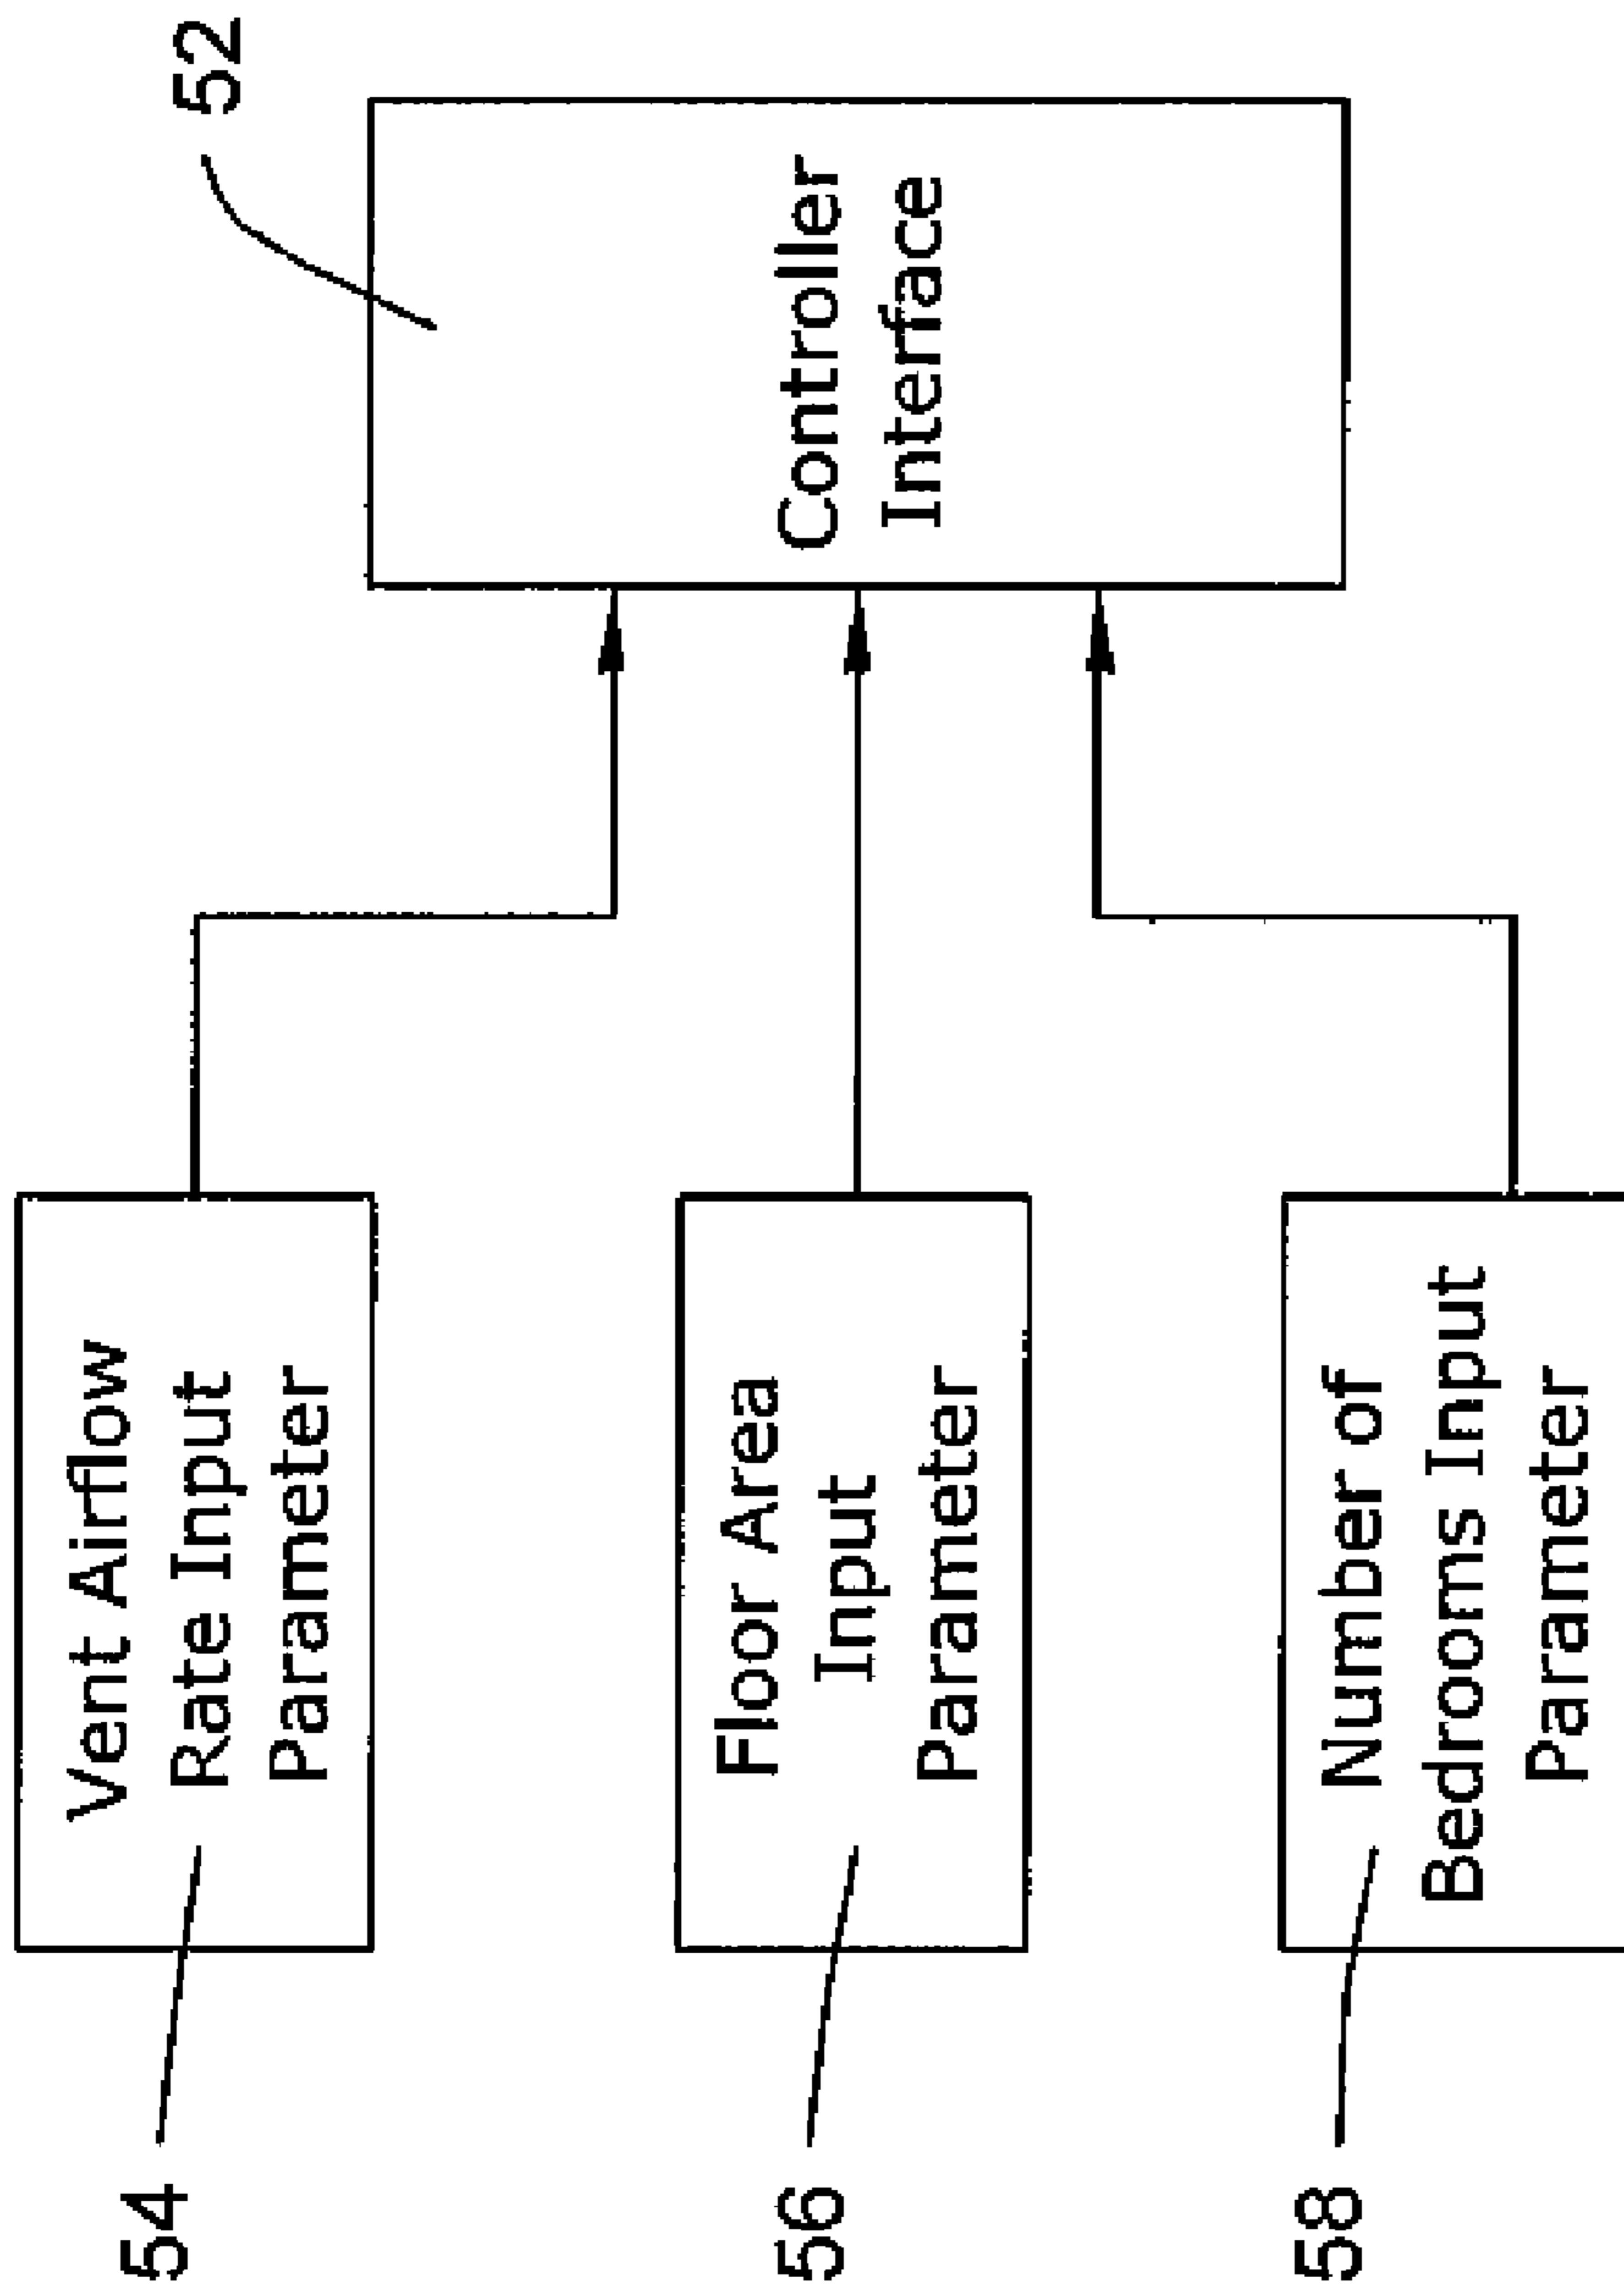 54
Vent Airflow
Rate Input
Parameter
56
Floor Area
Input
Parameter
58
Number of
Bedrooms Input
Parameter
Controller
Interface
52